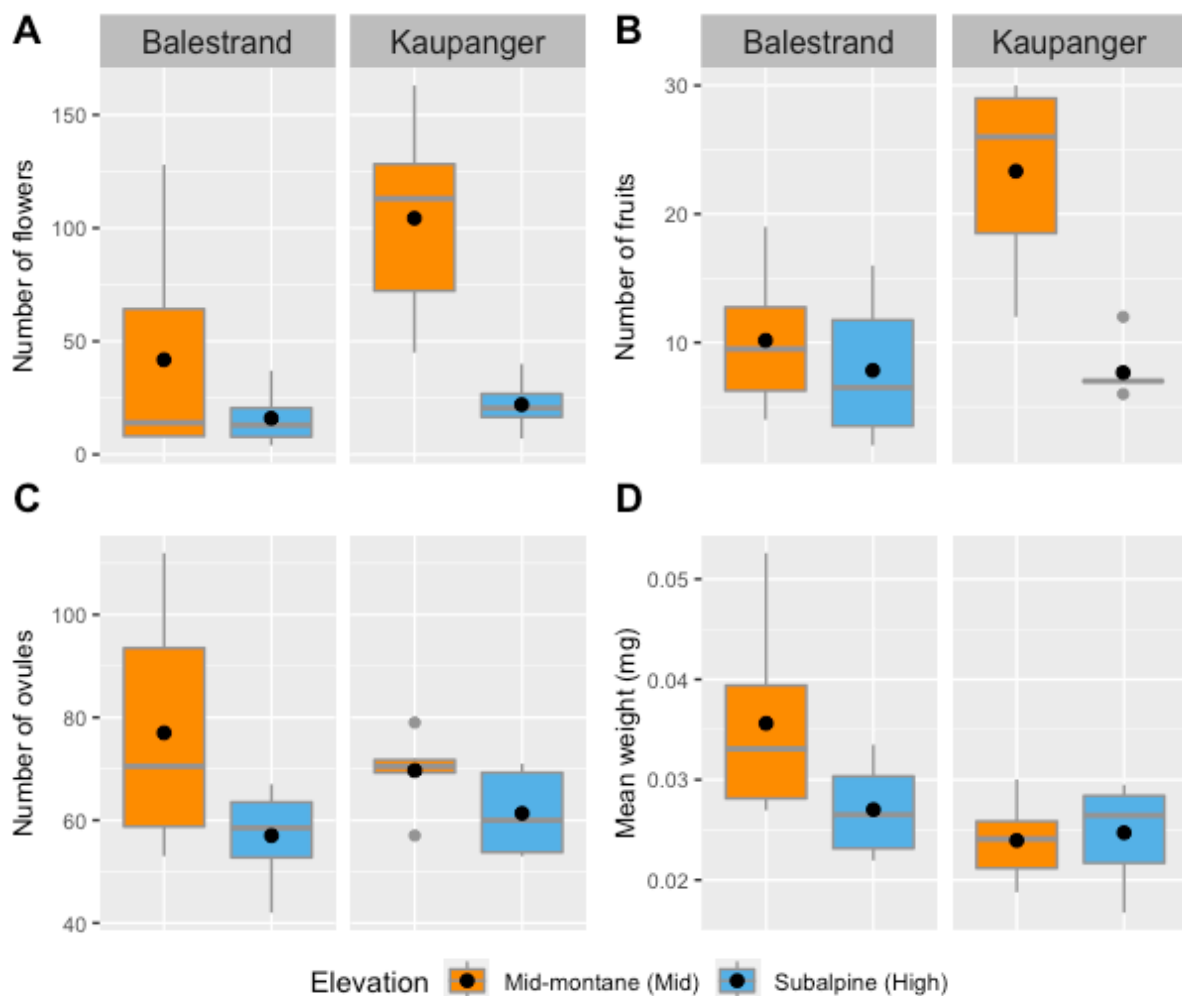 A
Balestrand Kaupanger
Number of flowers
150
100
50
0
B
Balestrand Kaupanger
Number of fruits
30
20
10
C
Number of ovules
100
80
60
40
D
Mean weight (mg)
0.05
0.04
0.03
0.02
Elevation Mid-montane (Mid) Subalpine (High)